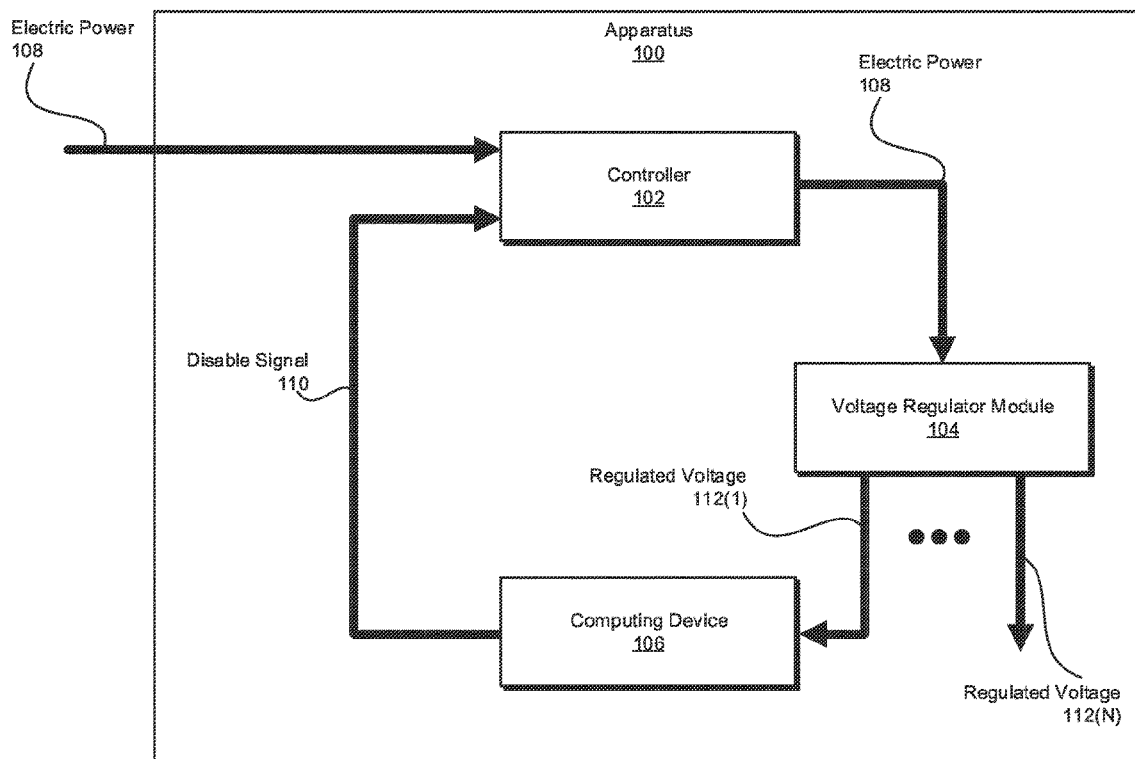 Electric Power
108
Apparatus
100
Electric Power
108
Controller
102
Disable Signal
110
Voltage Regulator Module
104
Regulated Voltage
112(1)
Computing Device
106
Regulated Voltage
112(N)